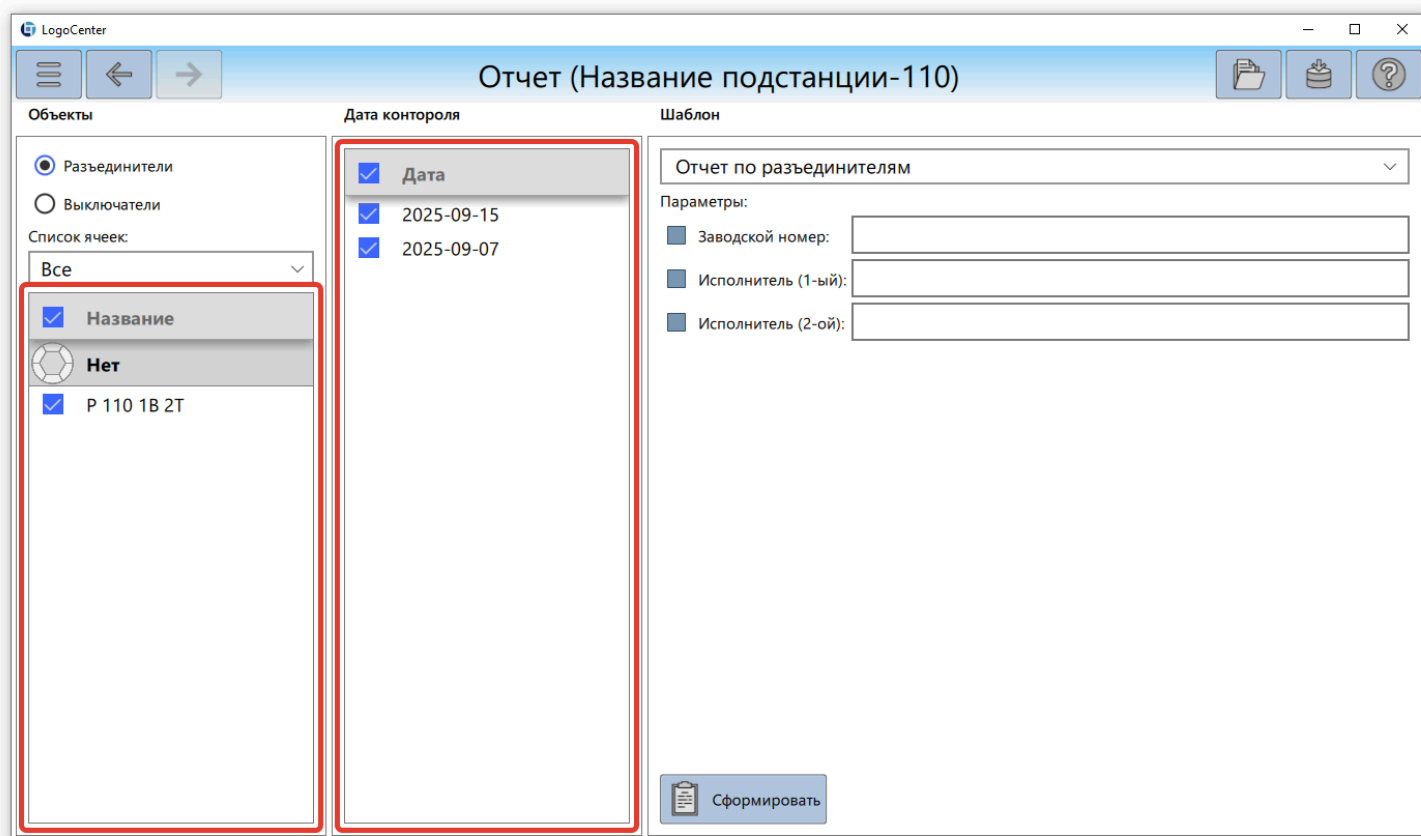 LogoCenter
Отчет (Название подстанции-110)
Объекты
Дата контороля
Шаблон
Разъединители
Выключатели
Список ячеек:
Все
Название
Нет
Р 110 1В 2Т
Дата
2025-09-15
2025-09-07
Отчет по разъединителям
Параметры:
Заводской номер:
Исполнитель (1-ый):
Исполнитель (2-ой):
Сформировать